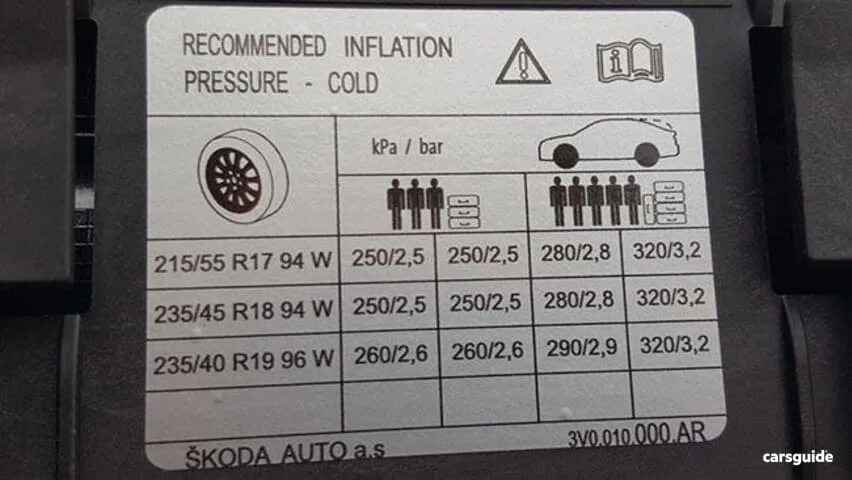 RECOMMENDED INFLATION
PRESSURE - COLD
kPa / bar
215/55 R17 94 W 250/2,5 250/2,5 280/2,8 320/3,2
235/45 R18 94 W 250/2,5 250/2,5 280/2,8 320/3,2
235/40 R19 96 W 260/2,6 260/2,6 290/2,9 320/3,2
ŠKODA AUTO a.s 3V0.010.000.AR
carsguide